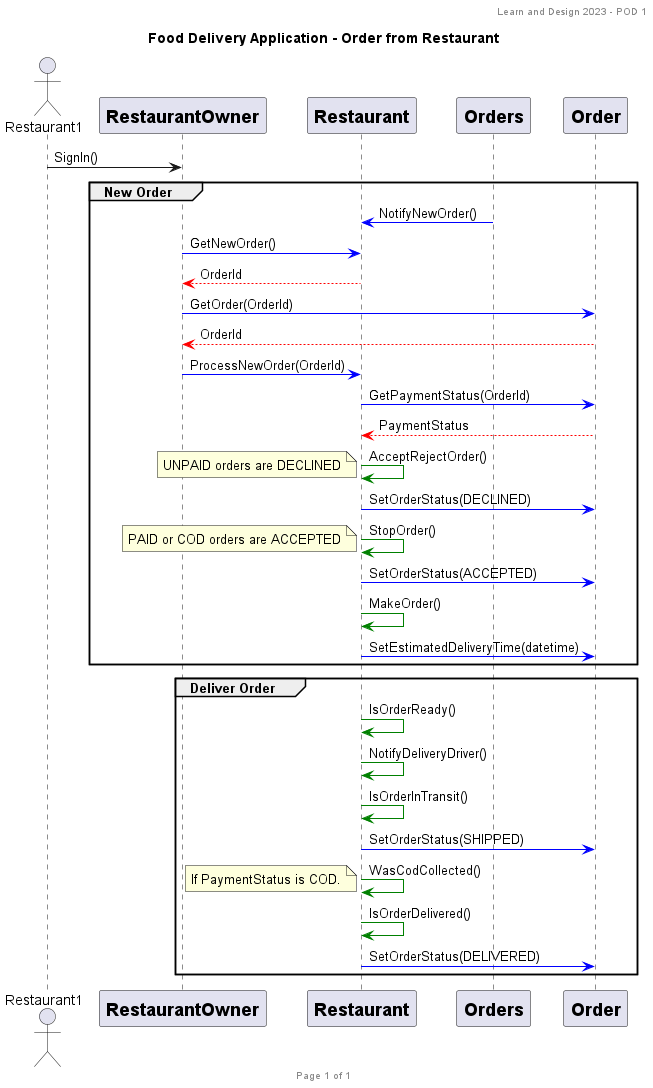 Learn and Design 2023 - POD 1
Food Delivery Application - Order from Restaurant
Restaurant1
RestaurantOwner
Restaurant
Orders
Order
SignIn()
New Order
NotifyNewOrder()
GetNewOrder()
OrderId
GetOrder(OrderId)
OrderId
ProcessNewOrder(OrderId)
GetPaymentStatus(OrderId)
PaymentStatus
AcceptRejectOrder()
UNPAID orders are DECLINED
SetOrderStatus(DECLINED)
StopOrder()
PAID or COD orders are ACCEPTED
SetOrderStatus(ACCEPTED)
MakeOrder()
SetEstimatedDeliveryTime(datetime)
Deliver Order
IsOrderReady()
NotifyDeliveryDriver()
IsOrderInTransit()
SetOrderStatus(SHIPPED)
WasCodCollected()
If PaymentStatus is COD.
IsOrderDelivered()
SetOrderStatus(DELIVERED)
Restaurant1
RestaurantOwner
Restaurant
Orders
Order
Page 1 of 1